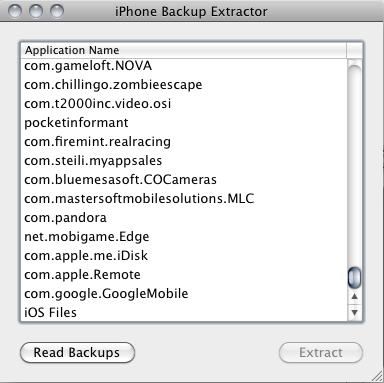 iPhone Backup Extractor
Application Name
com.gameloft.NOVA
com.chillingo.zombieescape
com.t2000inc.video.osi
pocketinformant
com.firemint.realracing
com.steili.myappsales
com.bluemesasoft.COCameras
com.mastersoftmobilesolutions.MLC
com.pandora
net.mobigame.Edge
com.apple.me.iDisk
com.apple.Remote
com.google.GoogleMobile
iOS Files
Read Backups
Extract